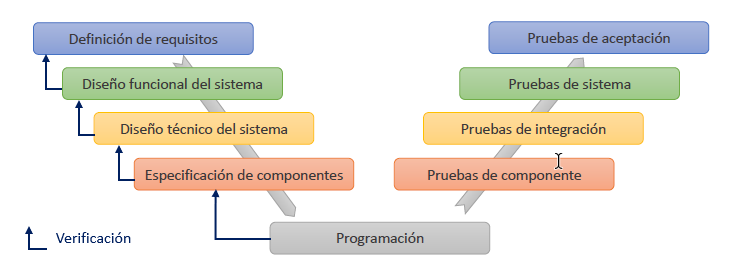 Definición de requisitos
Pruebas de aceptación
Diseño funcional del sistema
Pruebas de sistema
Diseño técnico del sistema
Pruebas de integración
Especificación de componentes
Pruebas de componente
Programación
Verificación